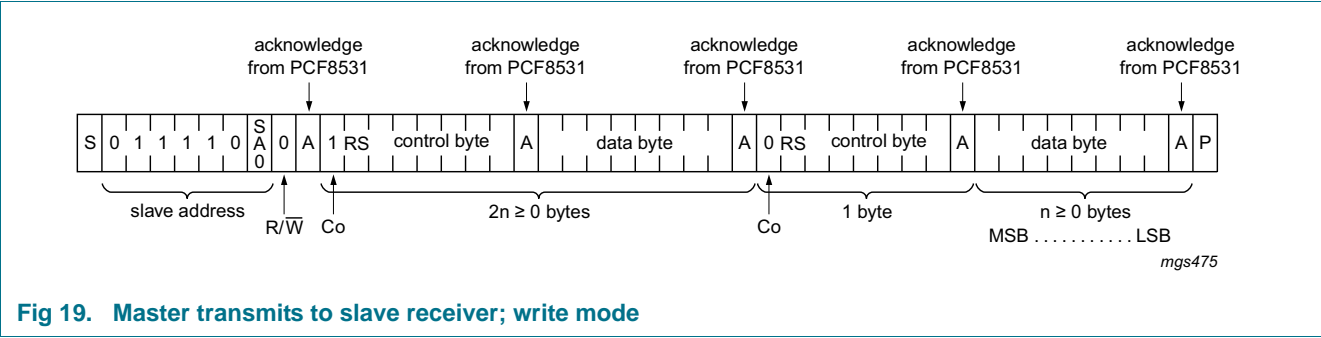 acknowledge acknowledge acknowledge acknowledge acknowledge
from PCF8531 from PCF8531 from PCF8531 from PCF8531 from PCF8531
S 0 1 1 1 1 0 SA0 0 A 1 RS control byte A data byte A 0 RS control byte A data byte A P
slave address 2n ≥ 0 bytes 1 byte n ≥ 0 bytes
R/W̅ Co Co MSB . . . . . . . . . . . LSB
mgs475
Fig 19. Master transmits to slave receiver; write mode